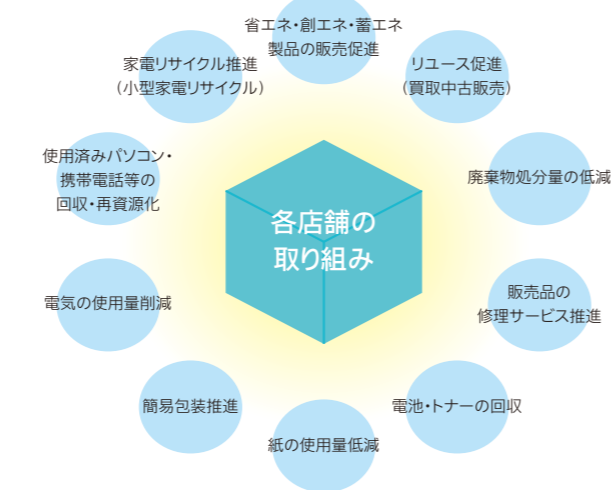 省エネ・創エネ・蓄エネ
製品の販売促進
家電リサイクル推進
（小型家電リサイクル）
リユース促進
（買取中古販売）
使用済みパソコン・
携帯電話等の
回収・再資源化
廃棄物処分量の低減
各店舗の
取り組み
電気の使用量削減
販売品の
修理サービス推進
簡易包装推進
電池・トナーの回収
紙の使用量低減